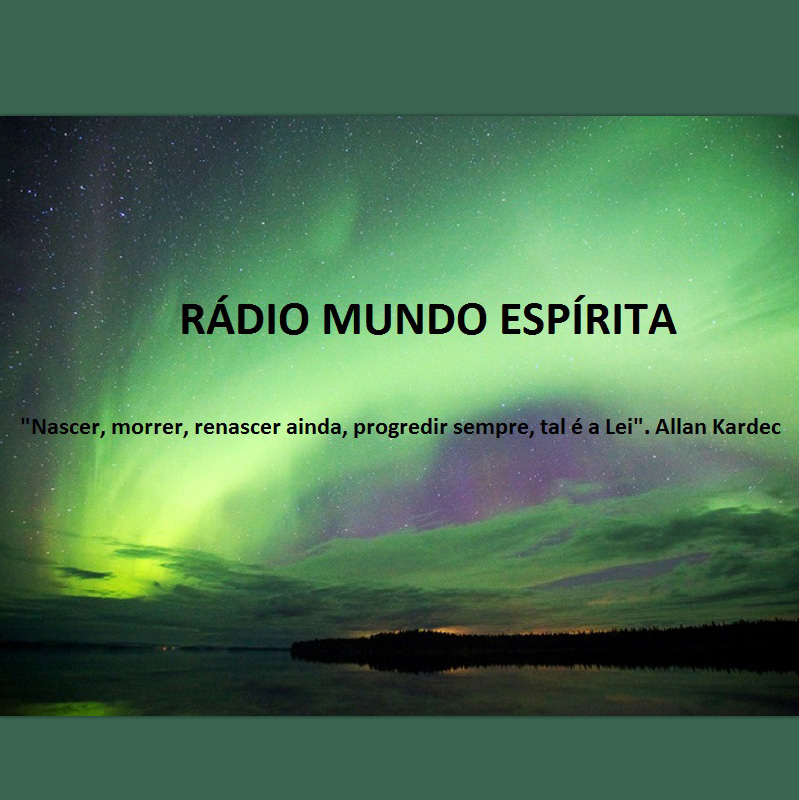 RÁDIO MUNDO ESPÍRITA
"Nascer, morrer, renascer ainda, progredir sempre, tal é a Lei". Allan Kardec